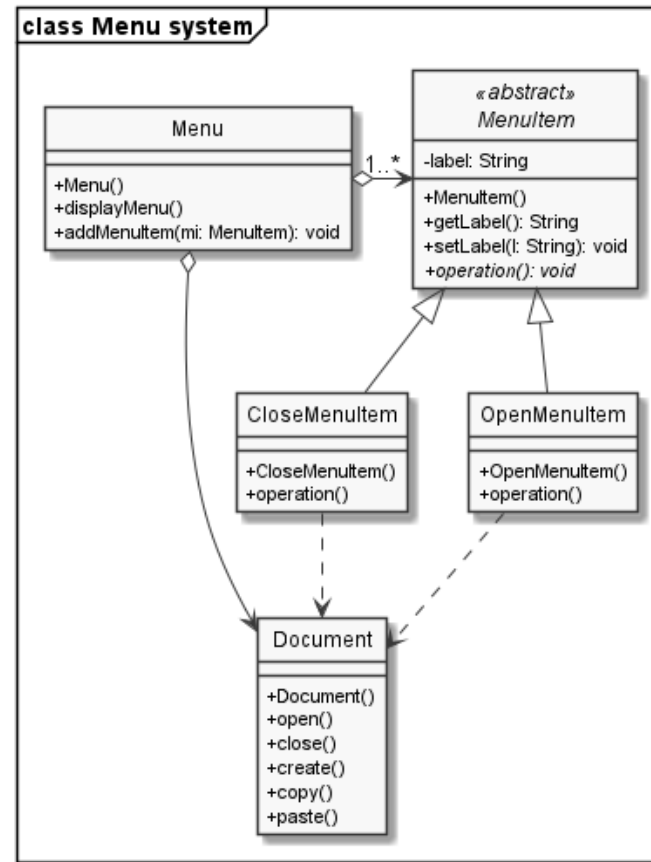 class Menu system
Menu
+Menu()
+displayMenu()
+addMenuItem(mi: MenuItem): void
1..*
«abstract»
MenuItem
-label: String
+MenuItem()
+getLabel(): String
+setLabel(l: String): void
+operation(): void
CloseMenuItem
+CloseMenuItem()
+operation()
OpenMenuItem
+OpenMenuItem()
+operation()
Document
+Document()
+open()
+close()
+create()
+copy()
+paste()